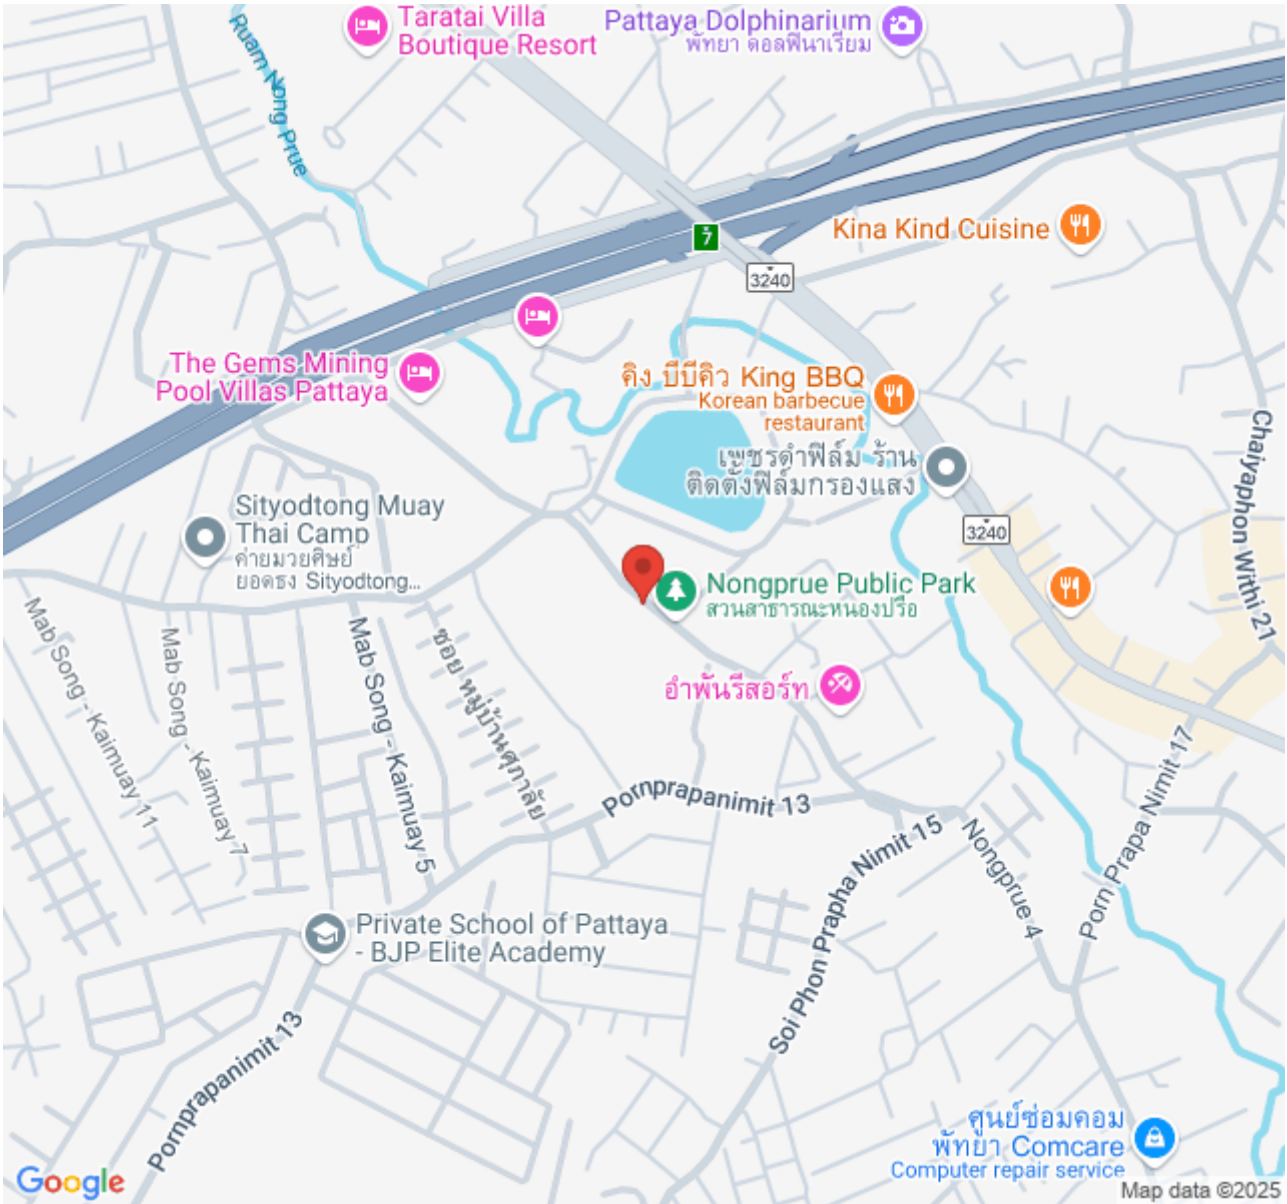 Taratai Villa
Boutique Resort
Pattaya Dolphinarium
พัทยา ดอลฟินาเรียม
Ruam Nong Prue
Kina Kind Cuisine
7
3240
The Gems Mining
Pool Villas Pattaya
คิง บีบีคิว King BBQ
Korean barbecue
restaurant
เพชรดำฟิล์ม ร้าน
ติดตั้งฟิล์มกรองแสง
Chaiyaphon Withi 21
Sityodtong Muay
Thai Camp
ค่ายมวยศิษย์
ยอดธง Sityodtong...
3240
Nongprue Public Park
สวนสาธารณะหนองปรือ
Mab Song - Kaimuay 11
Mab Song - Kaimuay 7
Mab Song - Kaimuay 5
ซอย หมู่บ้านศุภาลัย
อำพันรีสอร์ท
Pornprapanimit 13
Soi Phon Prapha Nimit 15
Nongprue 4
Porn Prapa Nimit 17
Private School of Pattaya
- BJP Elite Academy
Pornprapanimit 13
ศูนย์ซ่อมคอม
พัทยา Comcare
Computer repair service
Google
Map data ©2025